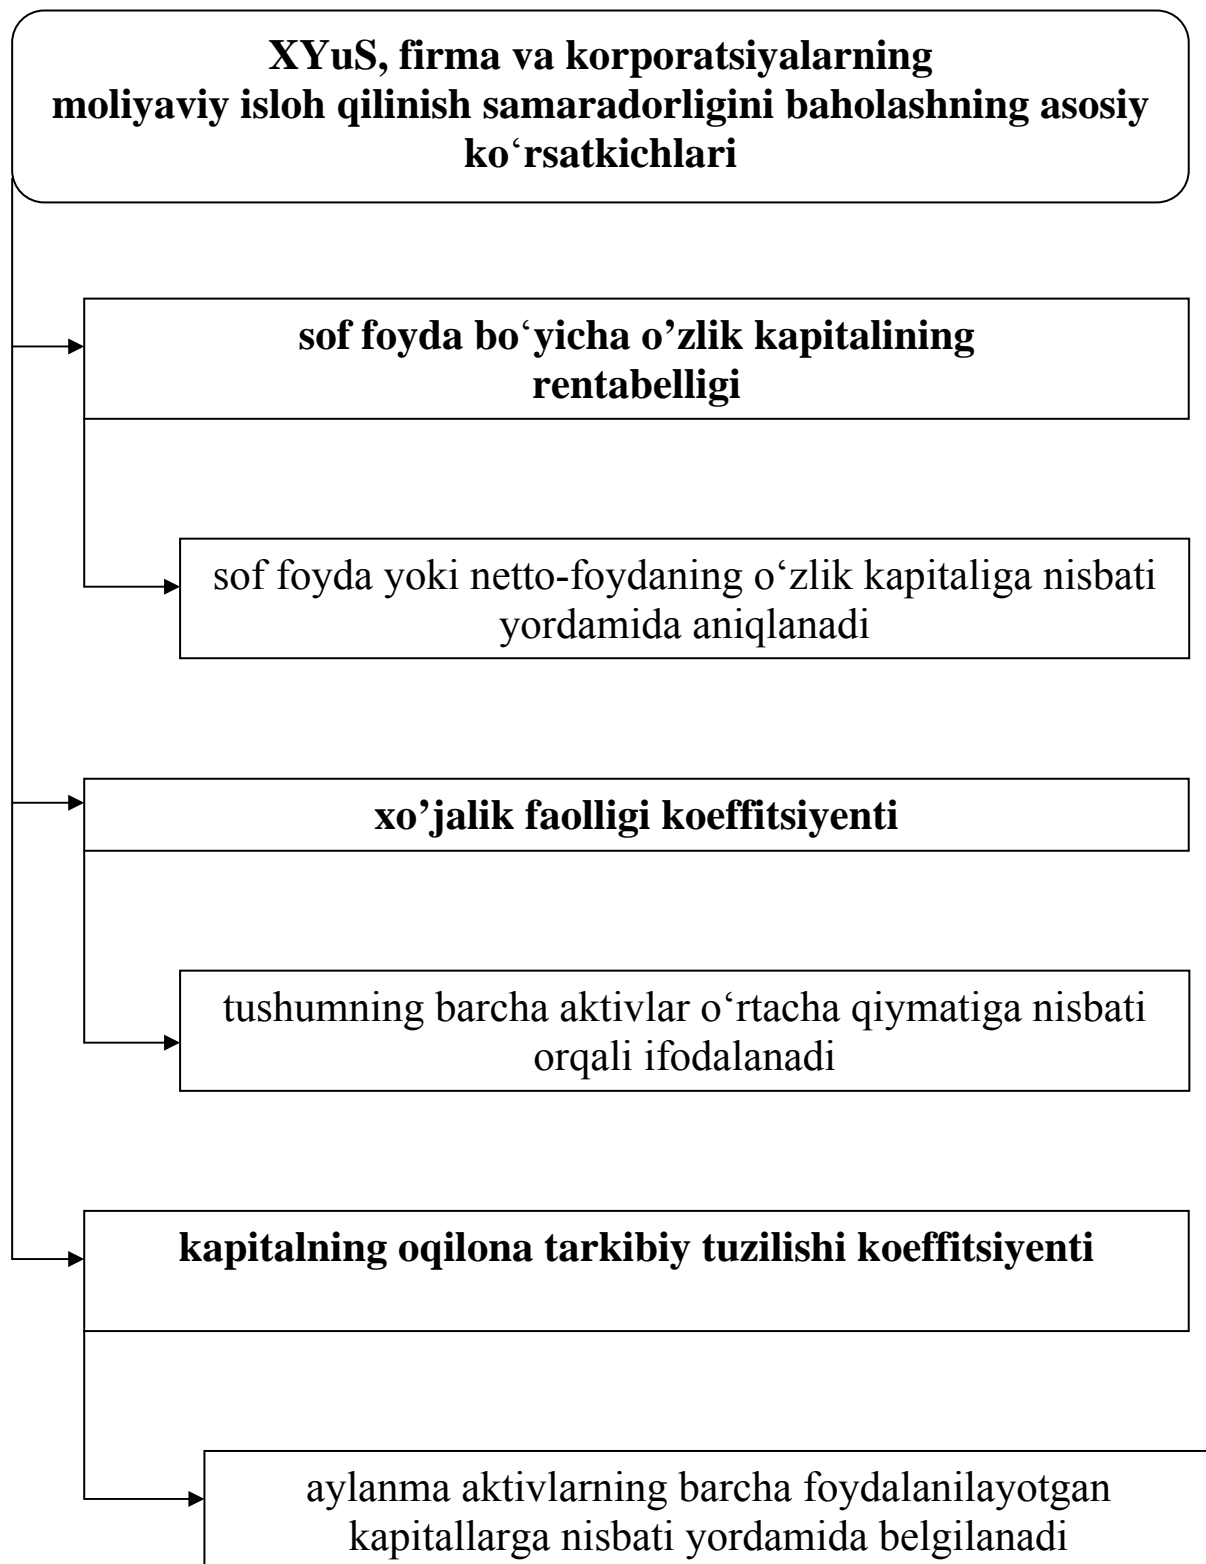 XYuS, firma va korporatsiyalarning
moliyaviy isloh qilinish samaradorligini baholashning asosiy
ko‘rsatkichlari
sof foyda bo‘yicha o’zlik kapitalining
rentabelligi
sof foyda yoki netto-foydaning o‘zlik kapitaliga nisbati
yordamida aniqlanadi
xo’jalik faolligi koeffitsiyenti
tushumning barcha aktivlar o‘rtacha qiymatiga nisbati
orqali ifodalanadi
kapitalning oqilona tarkibiy tuzilishi koeffitsiyenti
aylanma aktivlarning barcha foydalanilayotgan
kapitallarga nisbati yordamida belgilanadi